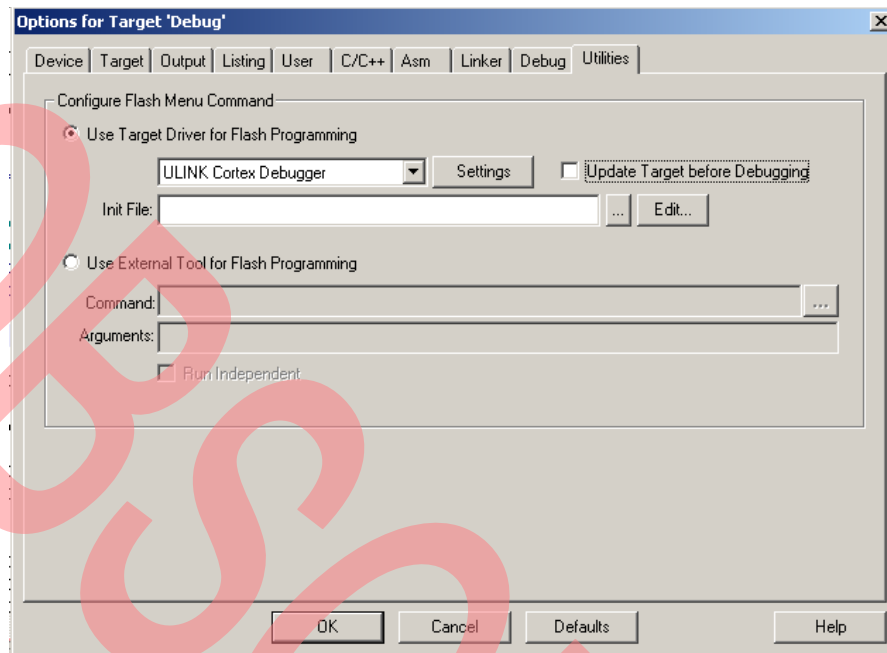 Options for Target 'Debug'
Device Target Output Listing User C/C++ Asm Linker Debug Utilities
Configure Flash Menu Command
Use Target Driver for Flash Programming
ULINK Cortex Debugger Settings Update Target before Debugging
Init File: ... Edit...
Use External Tool for Flash Programming
Command: ...
Arguments:
Run Independent
OK Cancel Defaults Help